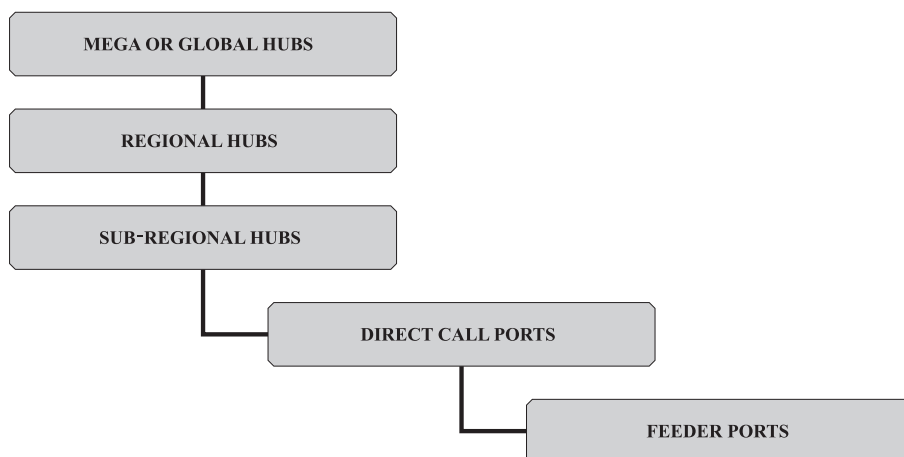 MEGA OR GLOBAL HUBS
REGIONAL HUBS
SUB-REGIONAL HUBS
DIRECT CALL PORTS
FEEDER PORTS